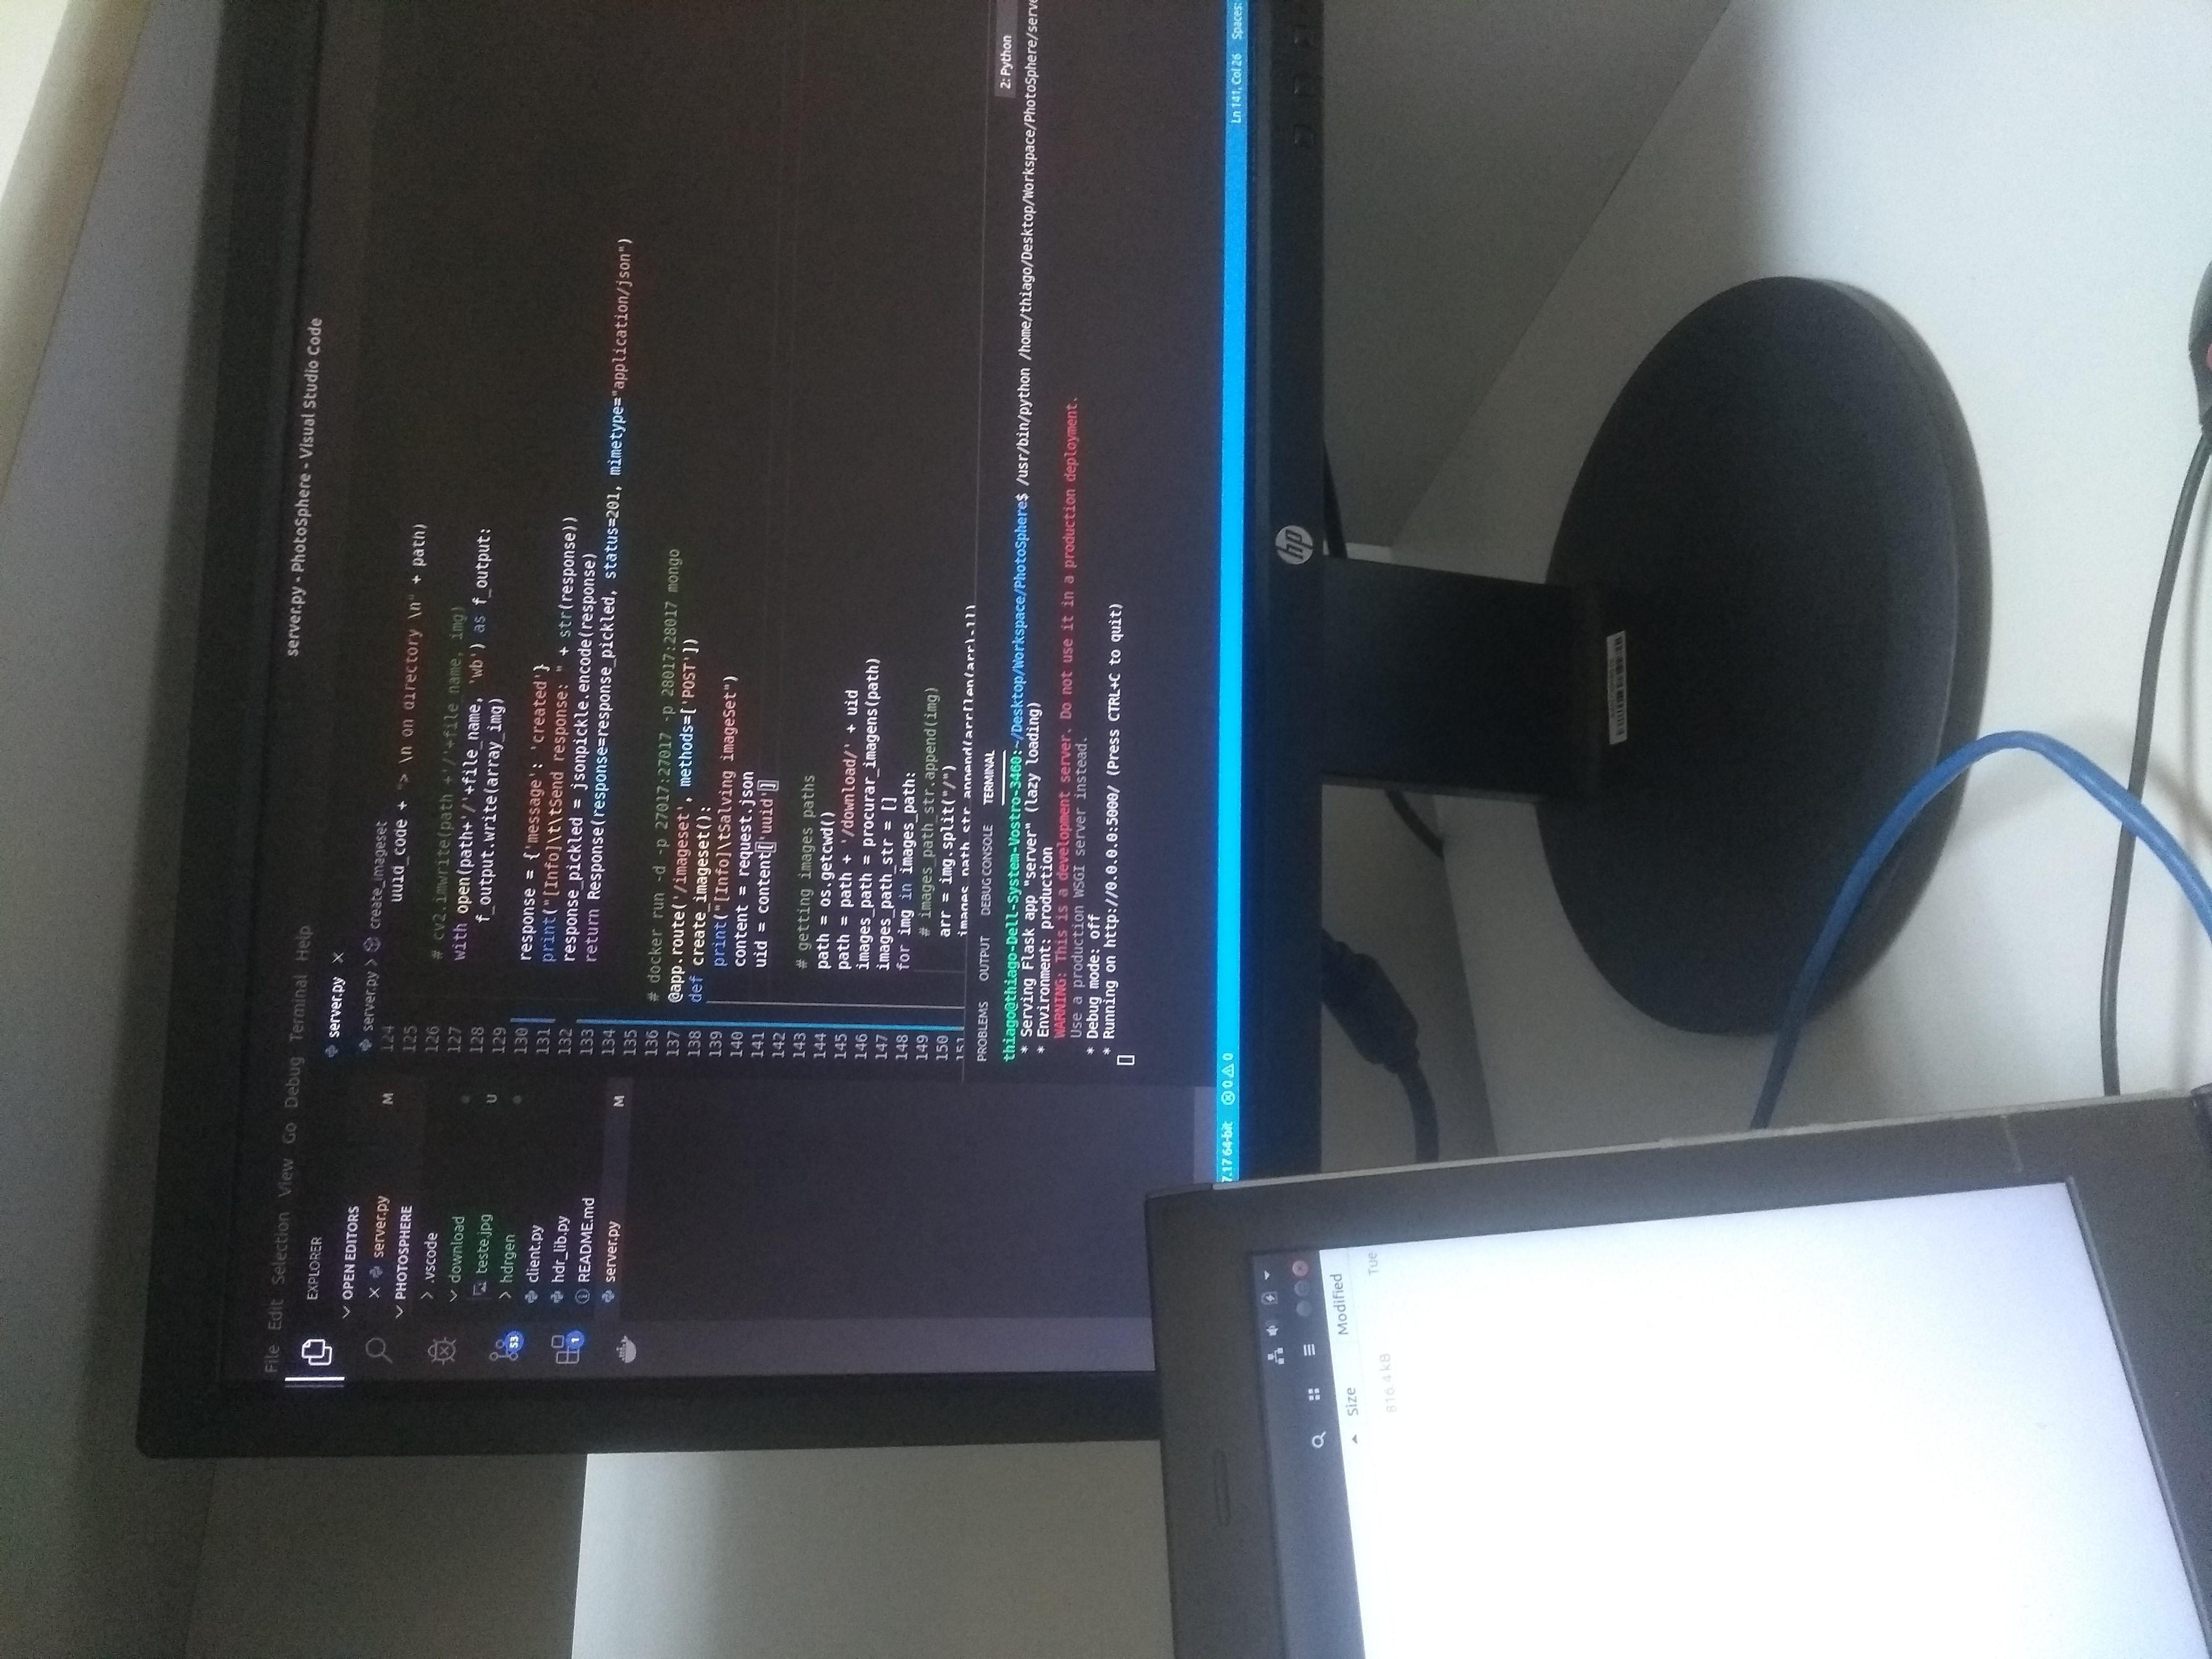 File Edit Selection View Go Debug Terminal Help
server.py - PhotoSphere - Visual Studio Code
EXPLORER
OPEN EDITORS
server.py M
PHOTOSPHERE
.vscode
download
teste.jpg U
hdrgen
client.py
hdr_lib.py
README.md
server.py M
53
1
server.py
server.py > create_imageset
124 uuid_code + "> \n on directory \n" + path)
125
126 # cv2.imwrite(path +'/'+file_name, img)
127 with open(path+'/'+file_name, 'wb') as f_output:
128 f_output.write(array_img)
129
130 response = {'message': 'created'}
131 print("[Info]\t\tSend response: " + str(response))
132 response_pickled = jsonpickle.encode(response)
133 return Response(response=response_pickled, status=201, mimetype="application/json")
134
135
136 # docker run -d -p 27017:27017 -p 28017:28017 mongo
137 @app.route('/imageset', methods=['POST'])
138 def create_imageset():
139 print("[Info]\tSalving imageSet")
140 content = request.json
141 uid = content['uuid']
142
143 # getting images paths
144 path = os.getcwd()
145 path = path + '/download/' + uid
146 images_path = procurar_imagens(path)
147 images_path_str = []
148 for img in images_path:
149 # images_path_str.append(img)
150 arr = img.split("/")
151 images_path_str.append(arr[len(arr)-1])
PROBLEMS OUTPUT DEBUG CONSOLE TERMINAL
2: Python
thiago@thiago-Dell-System-Vostro-3460:~/Desktop/Workspace/PhotoSphere$ /usr/bin/python /home/thiago/Desktop/Workspace/PhotoSphere/serve
* Serving Flask app "server" (lazy loading)
* Environment: production
WARNING: This is a development server. Do not use it in a production deployment.
Use a production WSGI server instead.
* Debug mode: off
* Running on http://0.0.0.0:5000/ (Press CTRL+C to quit)
7.17 64-bit 0 0
Ln 141, Col 26 Spaces:
hp
Size Modified
816.4 kB Tue